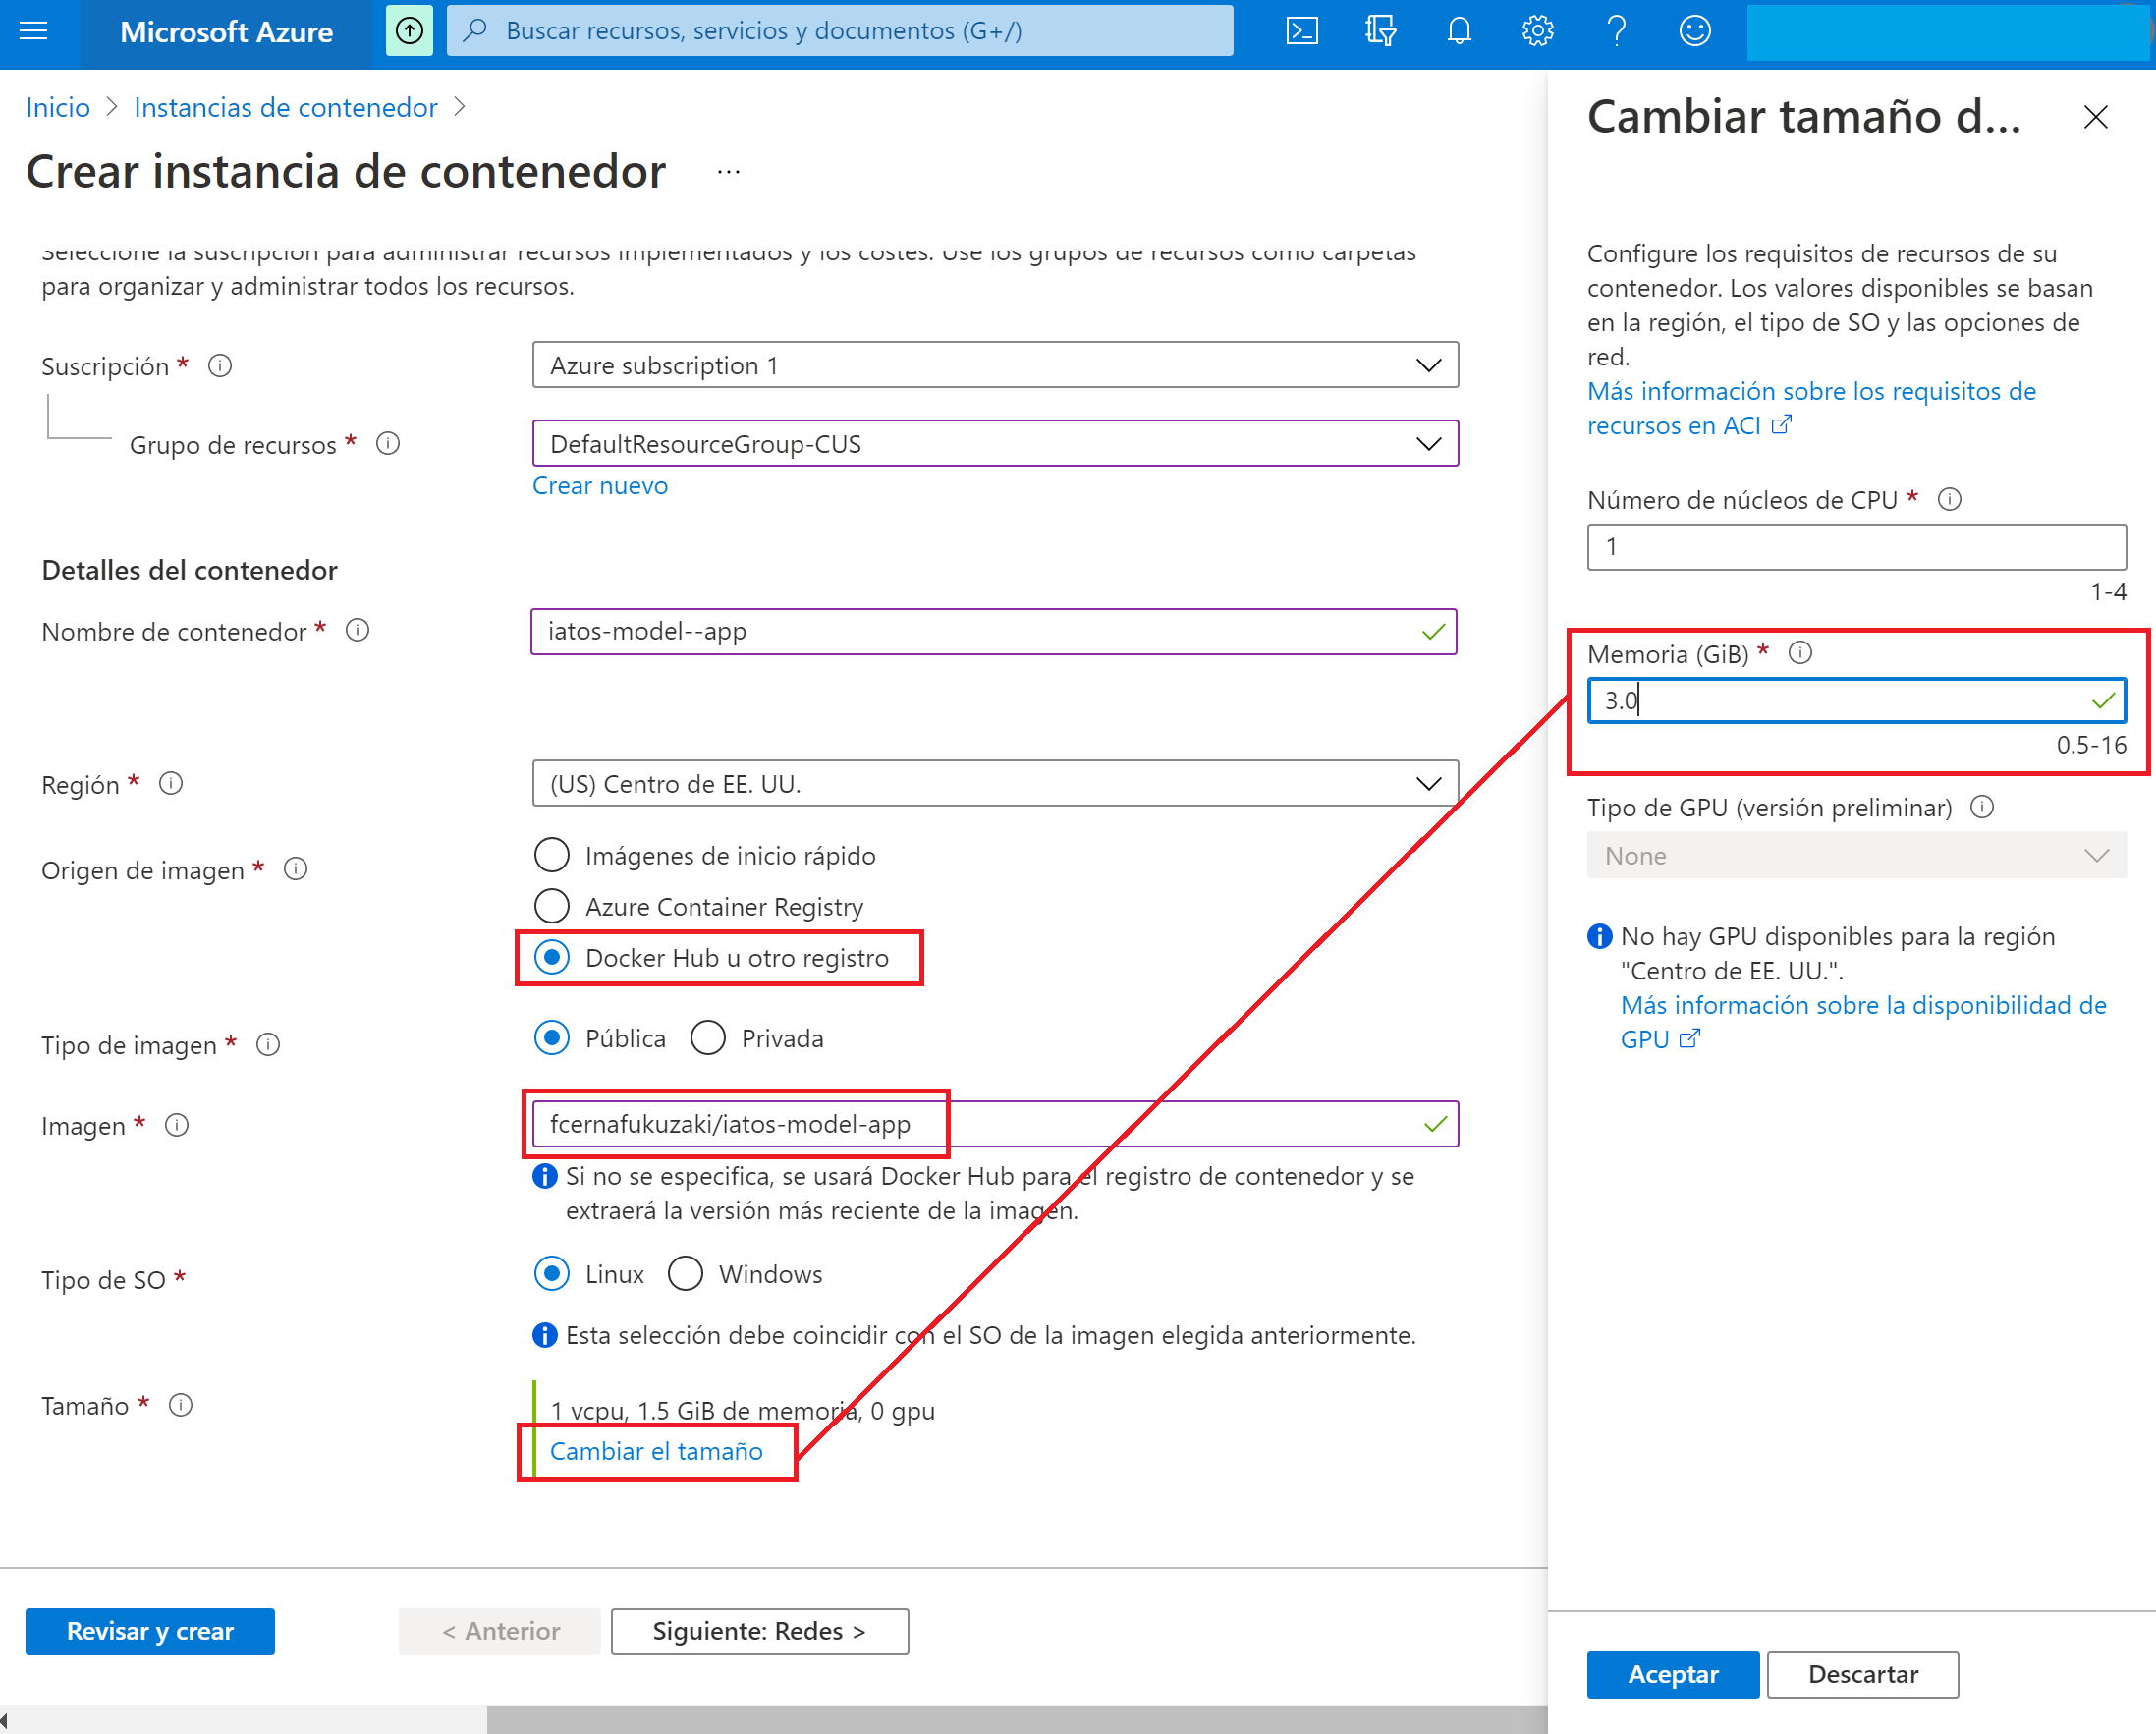 Microsoft Azure
Buscar recursos, servicios y documentos (G+/)
Inicio > Instancias de contenedor >
Crear instancia de contenedor ...
Seleccione la suscripción para administrar recursos implementados y los costes. Use los grupos de recursos como carpetas
para organizar y administrar todos los recursos.
Suscripción *
Azure subscription 1
Grupo de recursos *
DefaultResourceGroup-CUS
Crear nuevo
Detalles del contenedor
Nombre de contenedor *
iatos-model--app
Región *
(US) Centro de EE. UU.
Origen de imagen *
Imágenes de inicio rápido
Azure Container Registry
Docker Hub u otro registro
Tipo de imagen *
Pública
Privada
Imagen *
fcernafukuzaki/iatos-model-app
Si no se especifica, se usará Docker Hub para el registro de contenedor y se
extraerá la versión más reciente de la imagen.
Tipo de SO *
Linux
Windows
Esta selección debe coincidir con el SO de la imagen elegida anteriormente.
Tamaño *
1 vcpu, 1.5 GiB de memoria, 0 gpu
Cambiar el tamaño
Revisar y crear
< Anterior
Siguiente: Redes >
Cambiar tamaño d...
Configure los requisitos de recursos de su
contenedor. Los valores disponibles se basan
en la región, el tipo de SO y las opciones de
red.
Más información sobre los requisitos de
recursos en ACI
Número de núcleos de CPU *
1
1-4
Memoria (GiB) *
3.0
0.5-16
Tipo de GPU (versión preliminar)
None
No hay GPU disponibles para la región
"Centro de EE. UU.".
Más información sobre la disponibilidad de
GPU
Aceptar
Descartar